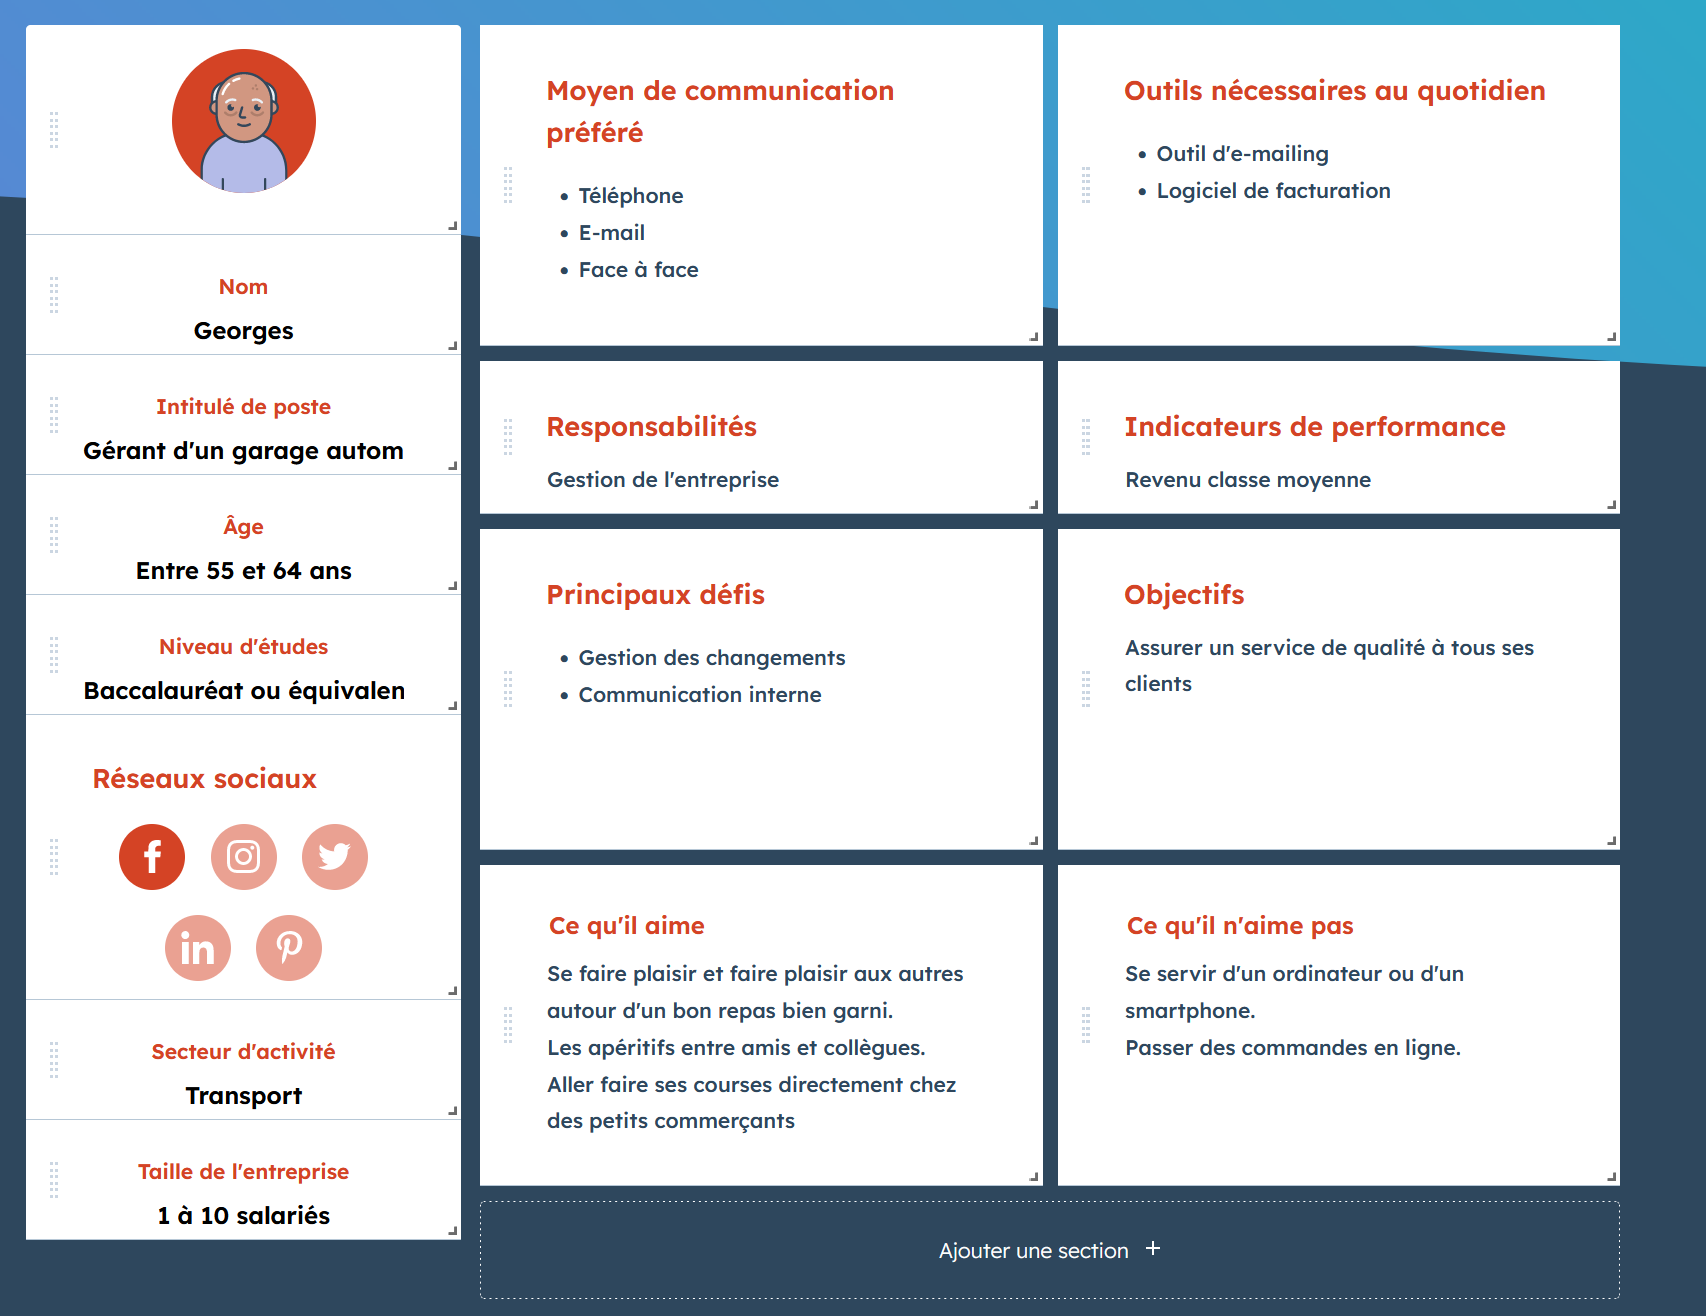 Nom
Georges
Intitulé de poste
Gérant d'un garage autom
Âge
Entre 55 et 64 ans
Niveau d'études
Baccalauréat ou équivalen
Réseaux sociaux
Secteur d'activité
Transport
Taille de l'entreprise
1 à 10 salariés
Moyen de communication
préféré
• Téléphone
• E-mail
• Face à face
Outils nécessaires au quotidien
• Outil d'e-mailing
• Logiciel de facturation
Responsabilités
Gestion de l'entreprise
Indicateurs de performance
Revenu classe moyenne
Principaux défis
• Gestion des changements
• Communication interne
Objectifs
Assurer un service de qualité à tous ses
clients
Ce qu'il aime
Se faire plaisir et faire plaisir aux autres
autour d'un bon repas bien garni.
Les apéritifs entre amis et collègues.
Aller faire ses courses directement chez
des petits commerçants
Ce qu'il n'aime pas
Se servir d'un ordinateur ou d'un
smartphone.
Passer des commandes en ligne.
Ajouter une section +